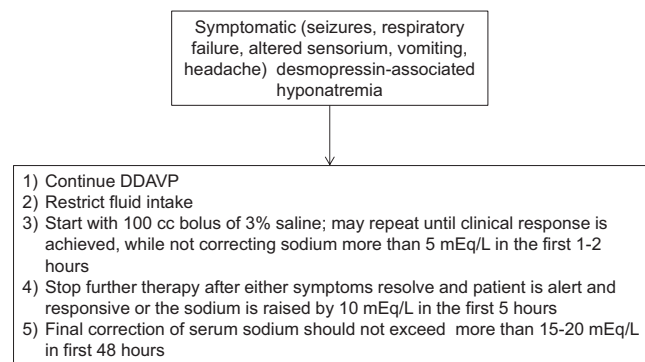 Symptomatic (seizures, respiratory
failure, altered sensorium, vomiting,
headache) desmopressin-associated
hyponatremia
1) Continue DDAVP
2) Restrict fluid intake
3) Start with 100 cc bolus of 3% saline; may repeat until clinical response is
achieved, while not correcting sodium more than 5 mEq/L in the first 1-2
hours
4) Stop further therapy after either symptoms resolve and patient is alert and
responsive or the sodium is raised by 10 mEq/L in the first 5 hours
5) Final correction of serum sodium should not exceed more than 15-20 mEq/L
in first 48 hours